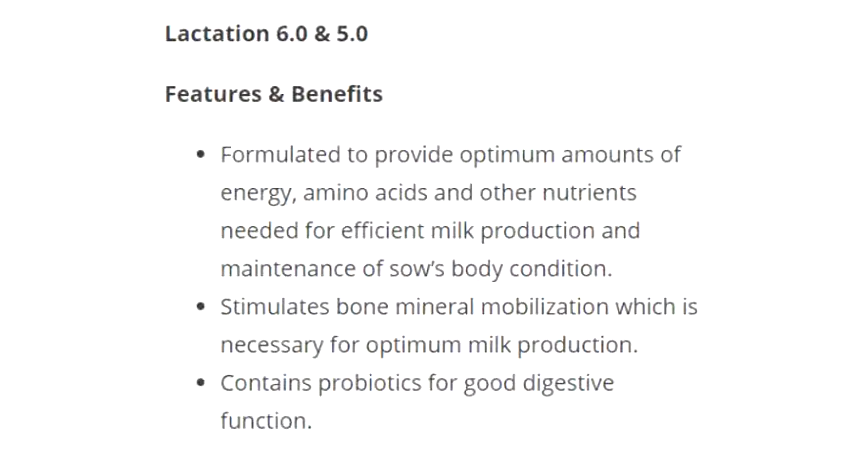 Lactation 6.0 & 5.0
Features & Benefits
• Formulated to provide optimum amounts of
energy, amino acids and other nutrients
needed for efficient milk production and
maintenance of sow's body condition.
• Stimulates bone mineral mobilization which is
necessary for optimum milk production.
• Contains probiotics for good digestive
function.